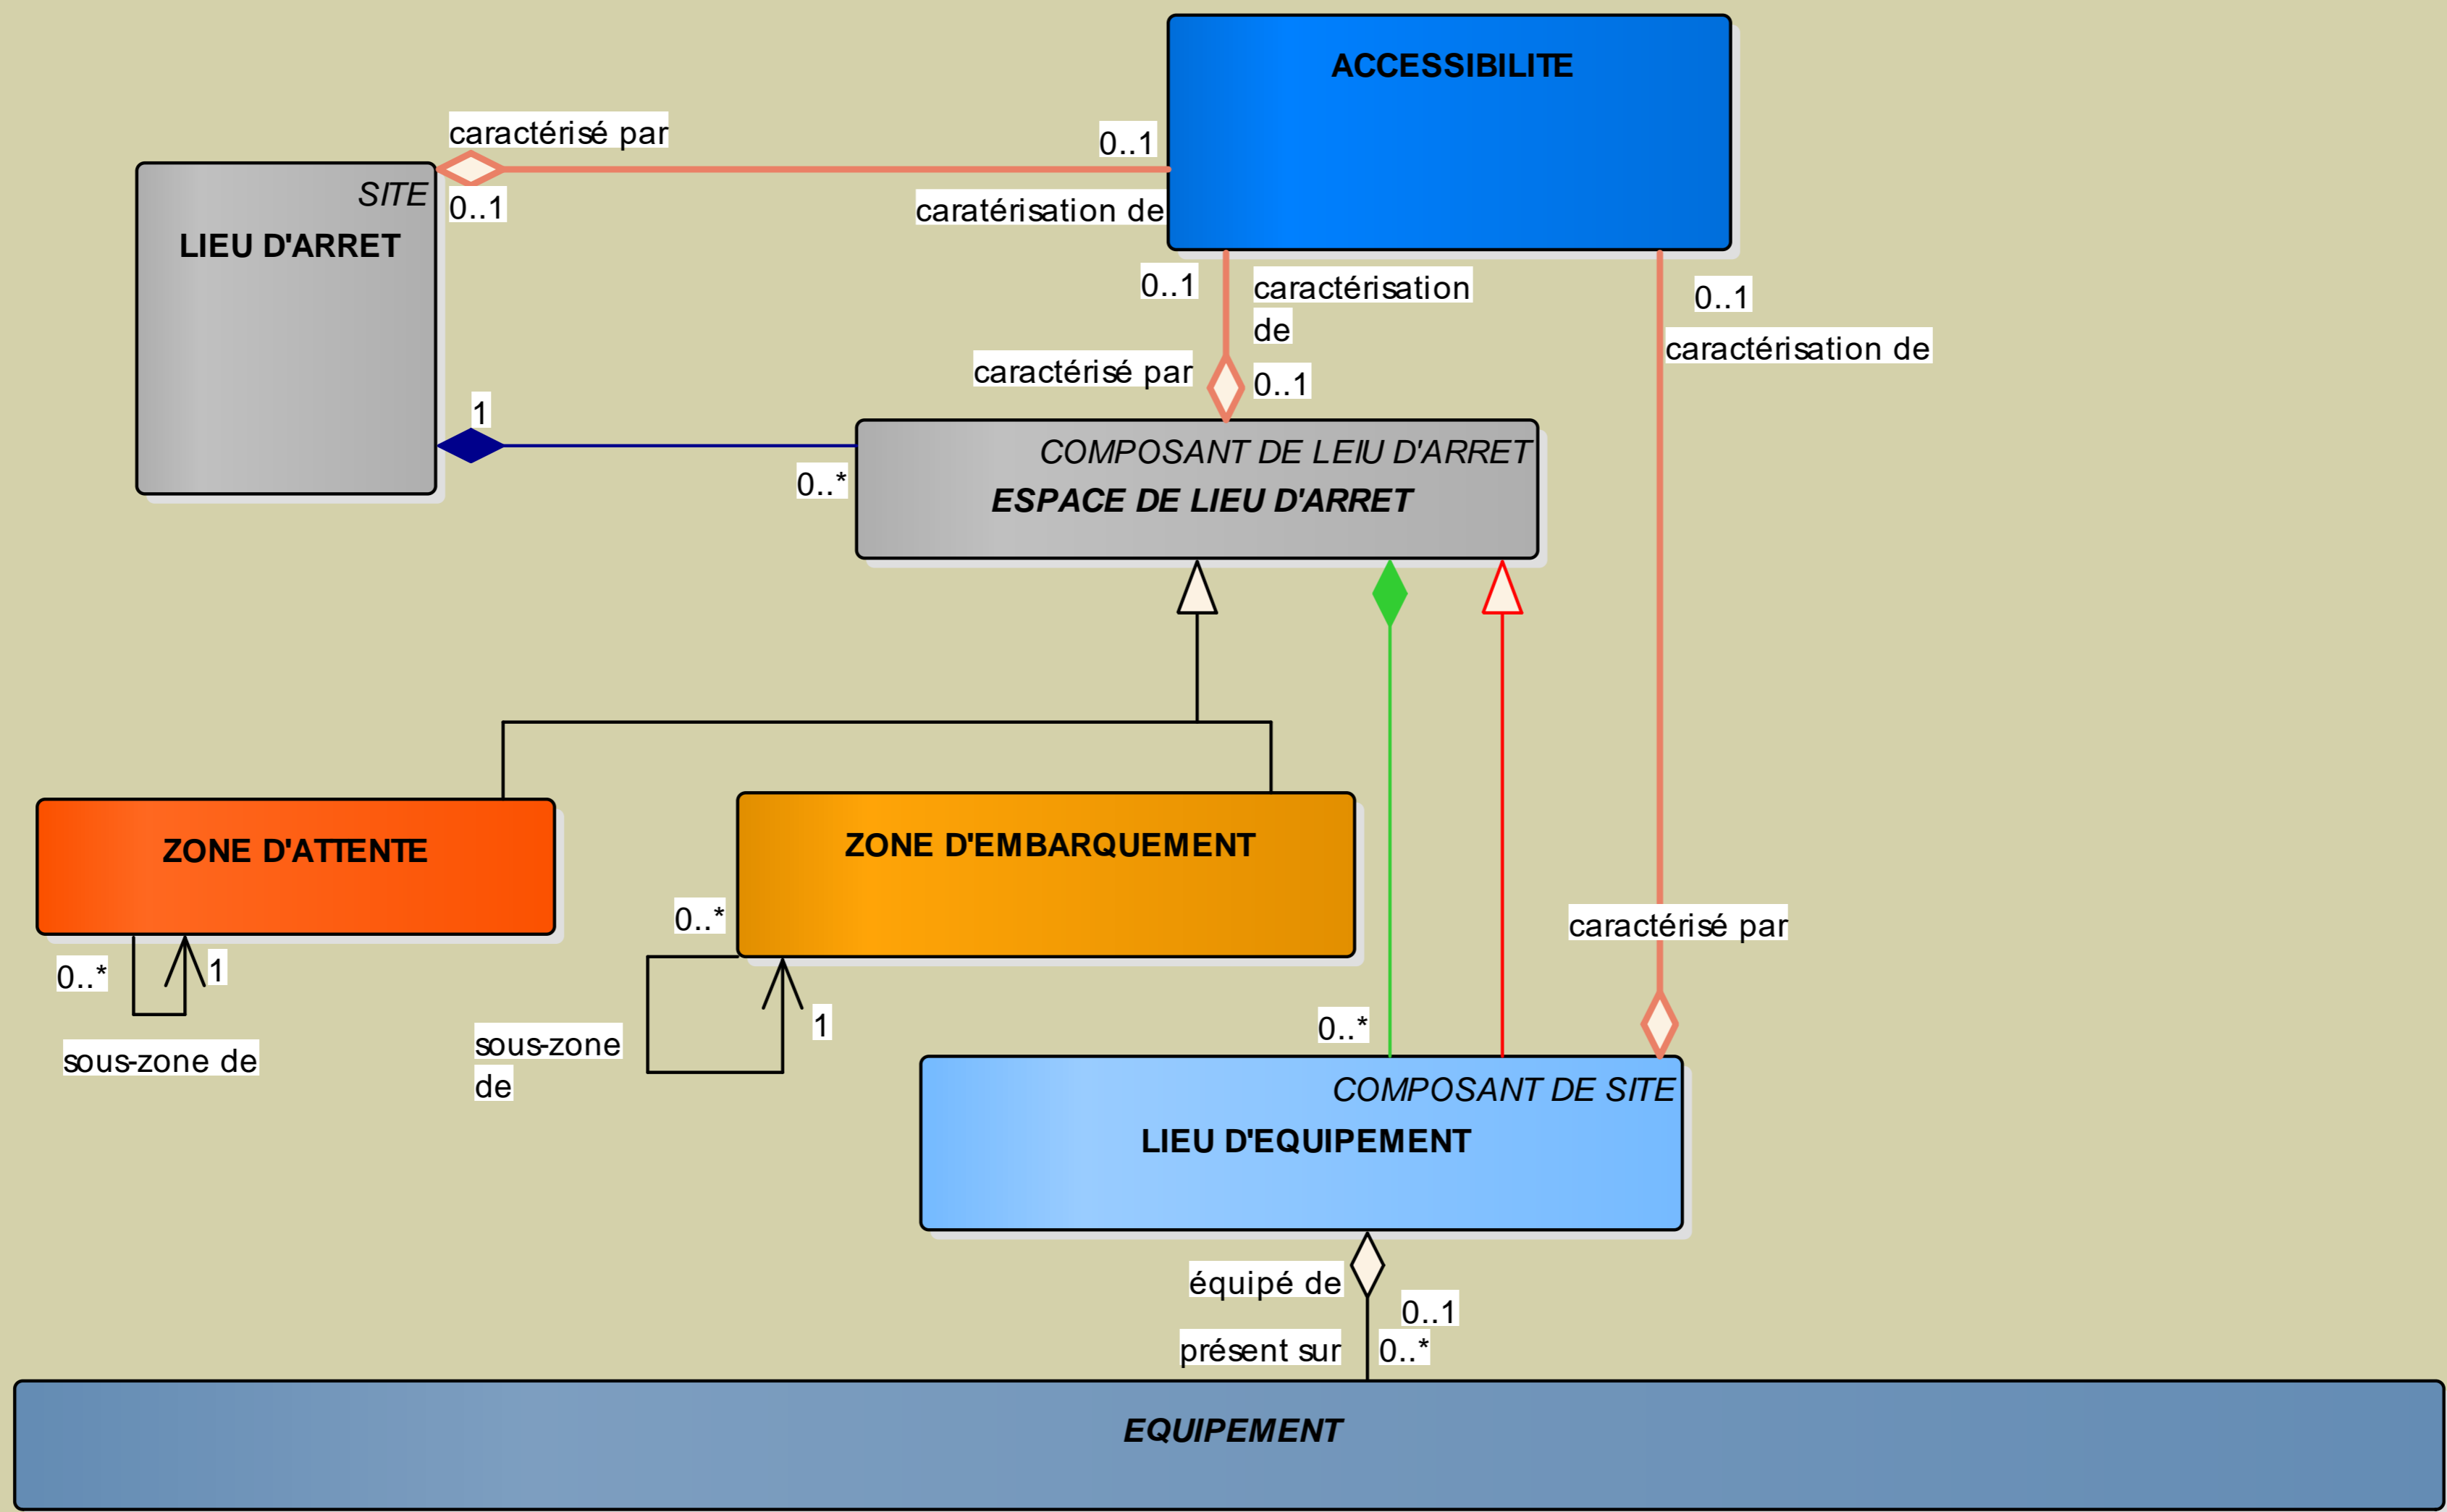 ACCESSIBILITE
caractérisé par
0..1
SITE
0..1
LIEU D'ARRET
caratérisation de
0..1
caractérisation
de
0..1
caractérisation de
caractérisé par
0..1
1
COMPOSANT DE LEIU D'ARRET
0..*
ESPACE DE LIEU D'ARRET
ZONE D'ATTENTE
ZONE D'EMBARQUEMENT
0..*
caractérisé par
0..*
1
sous-zone de
1
sous-zone
de
0..*
COMPOSANT DE SITE
LIEU D'EQUIPEMENT
équipé de
0..1
présent sur
0..*
EQUIPEMENT